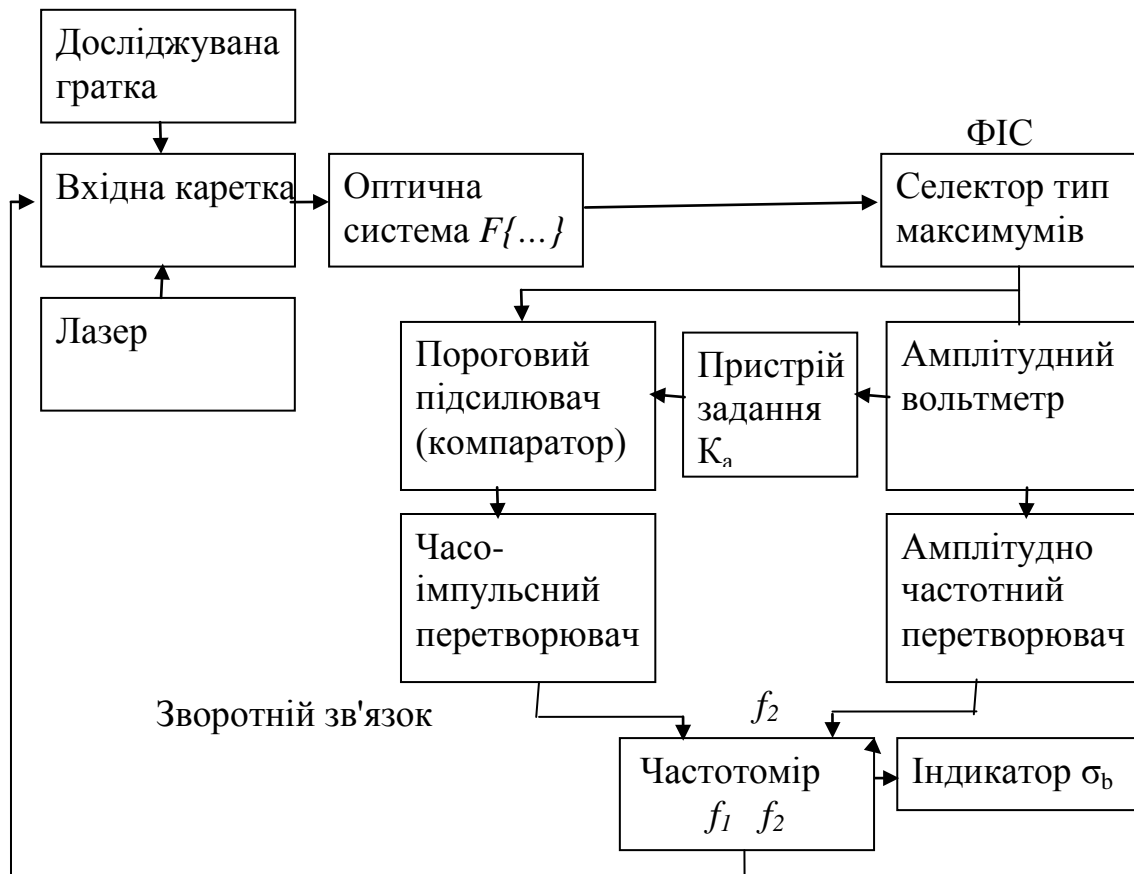 Досліджувана
гратка
ФІС
Вхідна каретка
Оптична
система F{...}
Селектор тип
максимумів
Лазер
Пороговий
підсилювач
(компаратор)
Пристрій
задання
Ка
Амплітудний
вольтметр
Часо-
імпульсний
перетворювач
Амплітудно
частотний
перетворювач
Зворотній зв'язок
f2
Частотомір
f1 f2
Індикатор σb